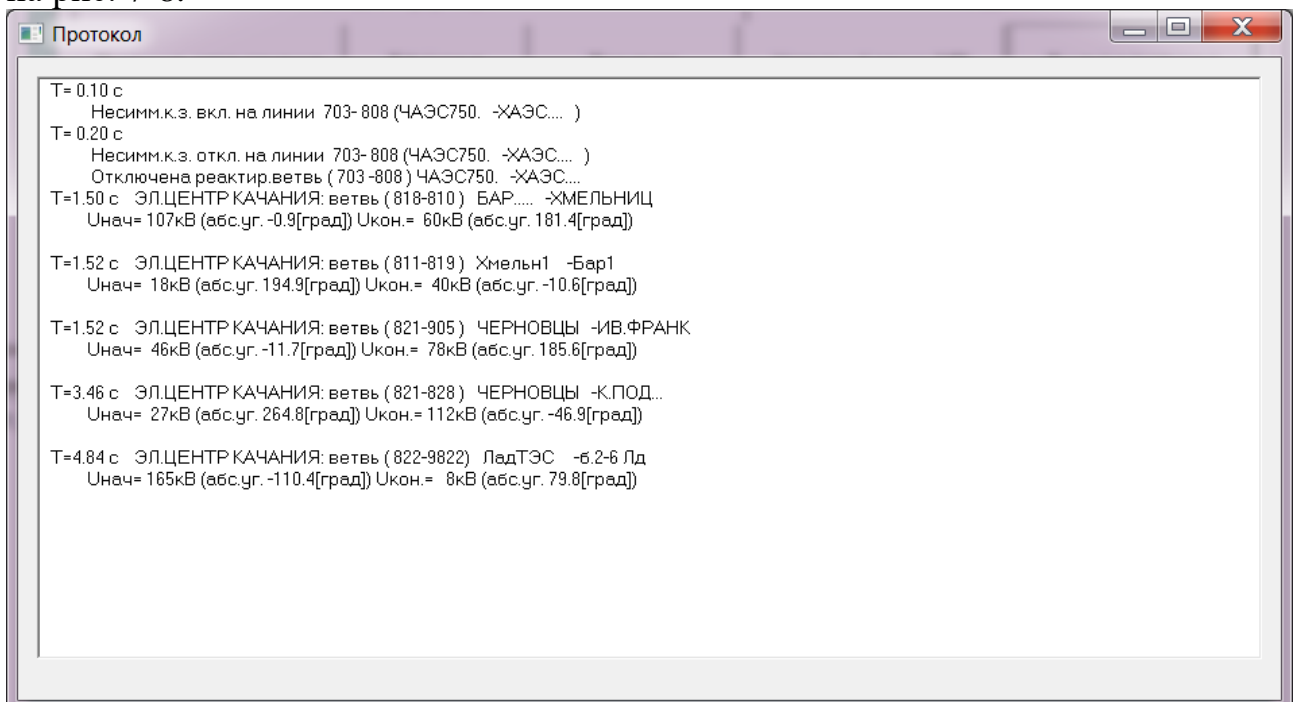 на рис. 7-8.
Протокол
T= 0.10 с
Несимм.к.з. вкл. на линии 703- 808 (ЧАЭС750. -ХАЭС.... )
T= 0.20 с
Несимм.к.з. откл. на линии 703- 808 (ЧАЭС750. -ХАЭС.... )
Отключена реактир.ветвь ( 703 -808 ) ЧАЭС750. -ХАЭС....
T=1.50 с ЭЛ.ЦЕНТР КАЧАНИЯ: ветвь ( 818-810 ) БАР..... -ХМЕЛЬНИЦ
Uнач= 107кВ (абс.уг. -0.9[град]) Uкон.= 60кВ (абс.уг. 181.4[град])
T=1.52 с ЭЛ.ЦЕНТР КАЧАНИЯ: ветвь ( 811-819 ) Хмельн1 -Бар1
Uнач= 18кВ (абс.уг. 194.9[град]) Uкон.= 40кВ (абс.уг. -10.6[град])
T=1.52 с ЭЛ.ЦЕНТР КАЧАНИЯ: ветвь ( 821-905 ) ЧЕРНОВЦЫ -ИВ.ФРАНК
Uнач= 46кВ (абс.уг. -11.7[град]) Uкон.= 78кВ (абс.уг. 185.6[град])
T=3.46 с ЭЛ.ЦЕНТР КАЧАНИЯ: ветвь ( 821-828 ) ЧЕРНОВЦЫ -К.ПОД...
Uнач= 27кВ (абс.уг. 264.8[град]) Uкон.= 112кВ (абс.уг. -46.9[град])
T=4.84 с ЭЛ.ЦЕНТР КАЧАНИЯ: ветвь ( 822-9822) ЛадТЭС -б.2-6 Лд
Uнач= 165кВ (абс.уг. -110.4[град]) Uкон.= 8кВ (абс.уг. 79.8[град])